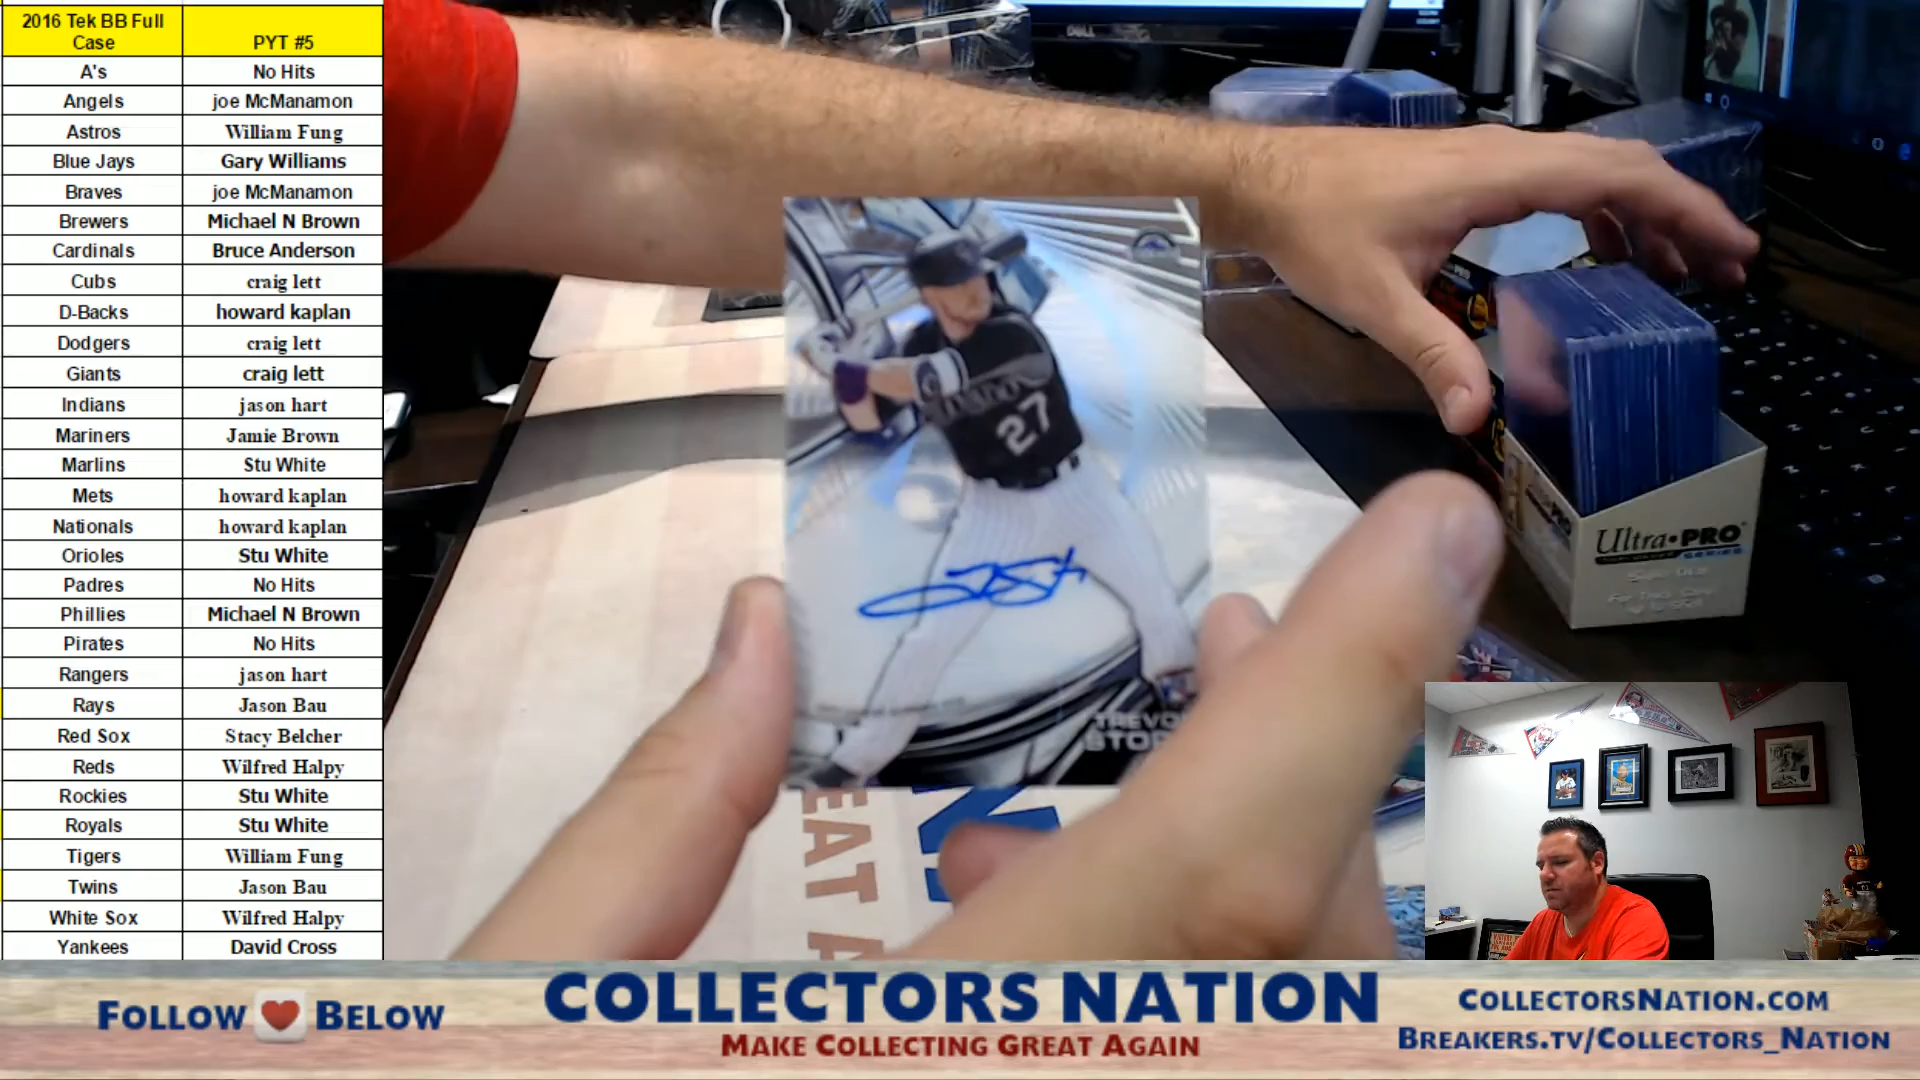 2016 Tek BB Full Case PYT #5
A's No Hits
Angels joe McManamon
Astros William Fung
Blue Jays Gary Williams
Braves joe McManamon
Brewers Michael N Brown
Cardinals Bruce Anderson
Cubs craig lett
D-Backs howard kaplan
Dodgers craig lett
Giants craig lett
Indians jason hart
Mariners Jamie Brown
Marlins Stu White
Mets howard kaplan
Nationals howard kaplan
Orioles Stu White
Padres No Hits
Phillies Michael N Brown
Pirates No Hits
Rangers jason hart
Rays Jason Bau
Red Sox Stacy Belcher
Reds Wilfred Halpy
Rockies Stu White
Royals Stu White
Tigers William Fung
Twins Jason Bau
White Sox Wilfred Halpy
Yankees David Cross
DELL
27
TREVO
STO
Ultra•PRO
SERIES
EAT A
FOLLOW BELOW
COLLECTORS NATION
MAKE COLLECTING GREAT AGAIN
COLLECTORSNATION.COM
BREAKERS.TV/COLLECTORS_NATION